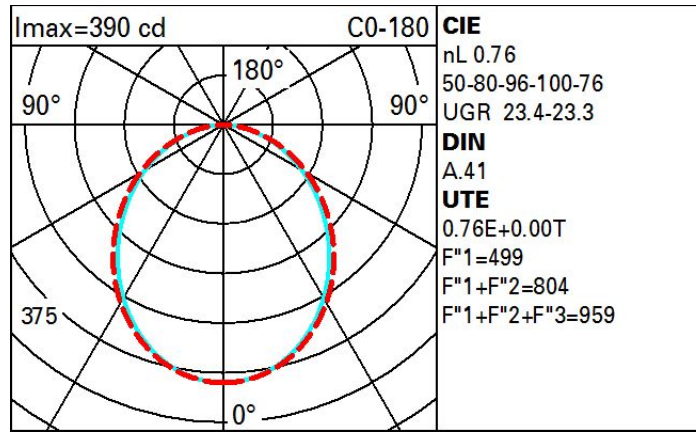 Imax=390 cd C0-180
180°
90° 90°
375
0°
CIE
nL 0.76
50-80-96-100-76
UGR 23.4-23.3
DIN
A.41
UTE
0.76E+0.00T
F"1=499
F"1+F"2=804
F"1+F"2+F"3=959